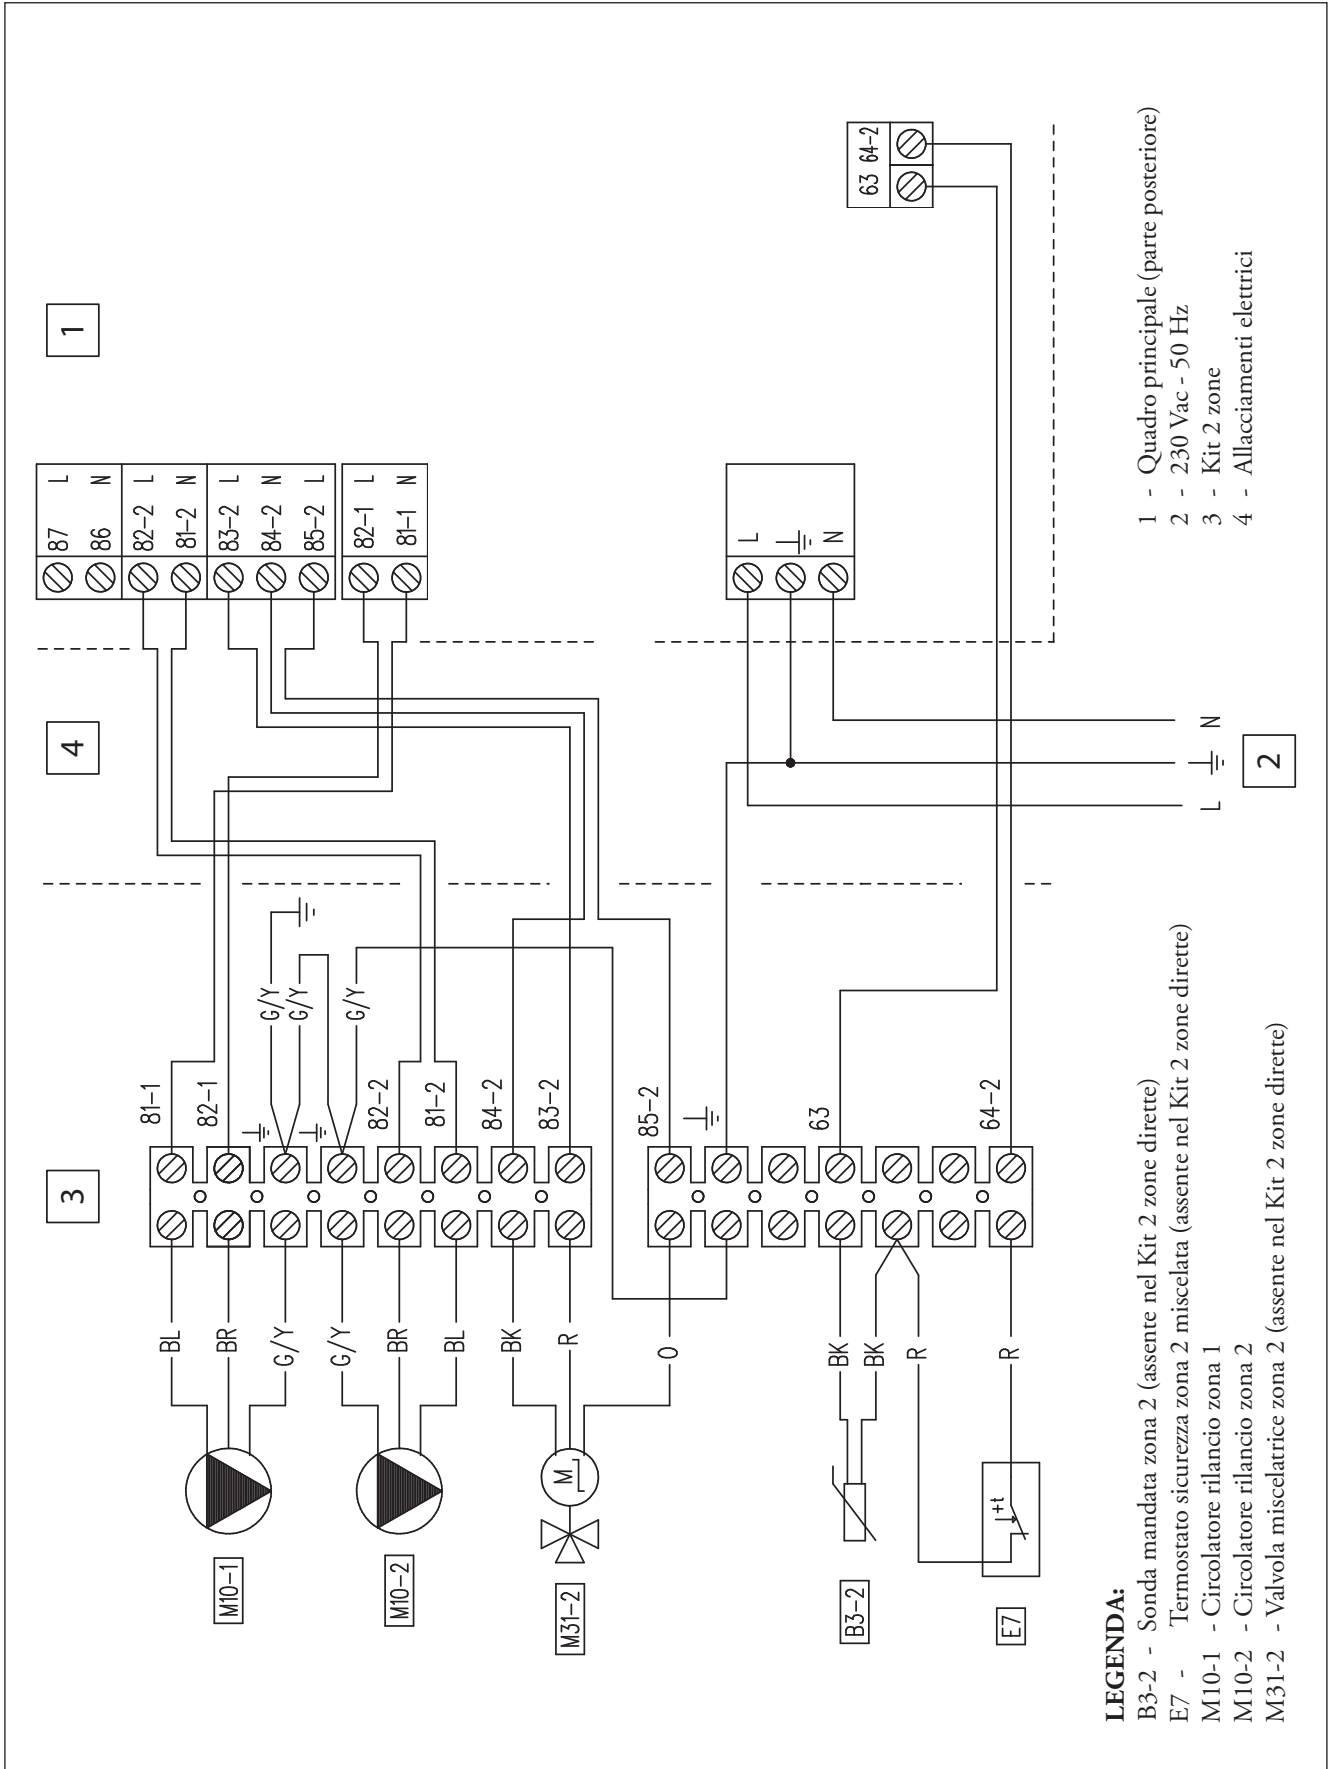 1
87 L
86 N
82-2 L
81-2 N
83-2 L
84-2 N
85-2 L
82-1 L
81-1 N
L
N
63 64-2
4
L
N
2
3
81-1
82-1
G/Y
G/Y
G/Y
82-2
81-2
84-2
83-2
85-2
63
64-2
BL
BR
G/Y
G/Y
BR
BL
BK
R
O
BK
BK
R
R
M
+t
M10-1
M10-2
M31-2
B3-2
E7
LEGENDA:
B3-2 - Sonda mandata zona 2 (assente nel Kit 2 zone dirette)
E7 - Termostato sicurezza zona 2 miscelata (assente nel Kit 2 zone dirette)
M10-1 - Circolatore rilancio zona 1
M10-2 - Circolatore rilancio zona 2
M31-2 - Valvola miscelatrice zona 2 (assente nel Kit 2 zone dirette)
1 - Quadro principale (parte posteriore)
2 - 230 Vac - 50 Hz
3 - Kit 2 zone
4 - Allacciamenti elettrici